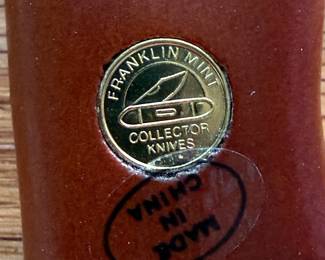 FRANKLIN MINT
COLLECTOR
KNIVES
MADE
IN
CHINA